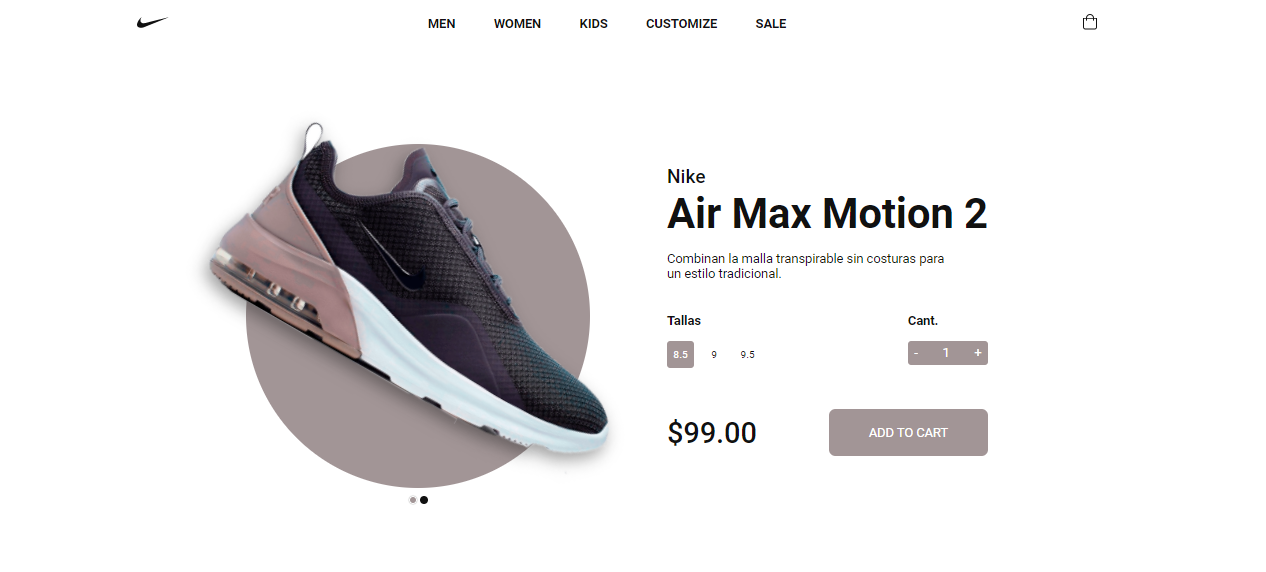 MEN WOMEN KIDS CUSTOMIZE SALE
Nike
Air Max Motion 2
Combinan la malla transpirable sin costuras para
un estilo tradicional.
Tallas Cant.
8.5 9 9.5 - 1 +
$99.00 ADD TO CART